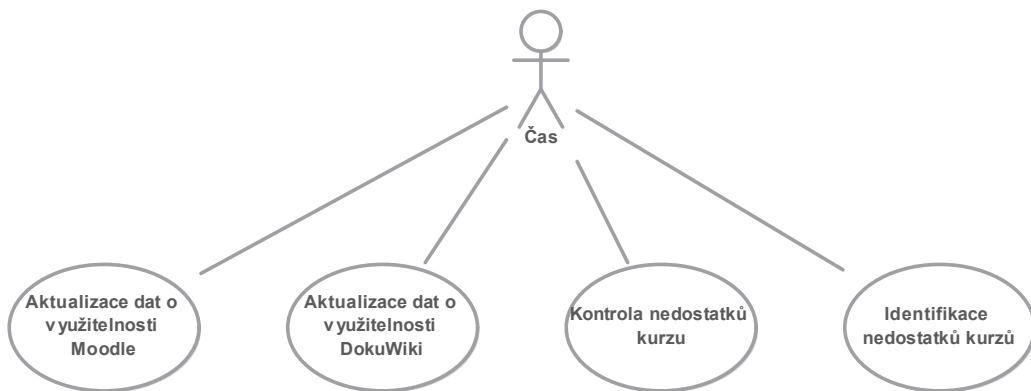 Čas
Aktualizace dat o
využitelnosti
Moodle
Aktualizace dat o
využitelnosti
DokuWiki
Kontrola nedostatků
kurzu
Identifikace
nedostatků kurzů